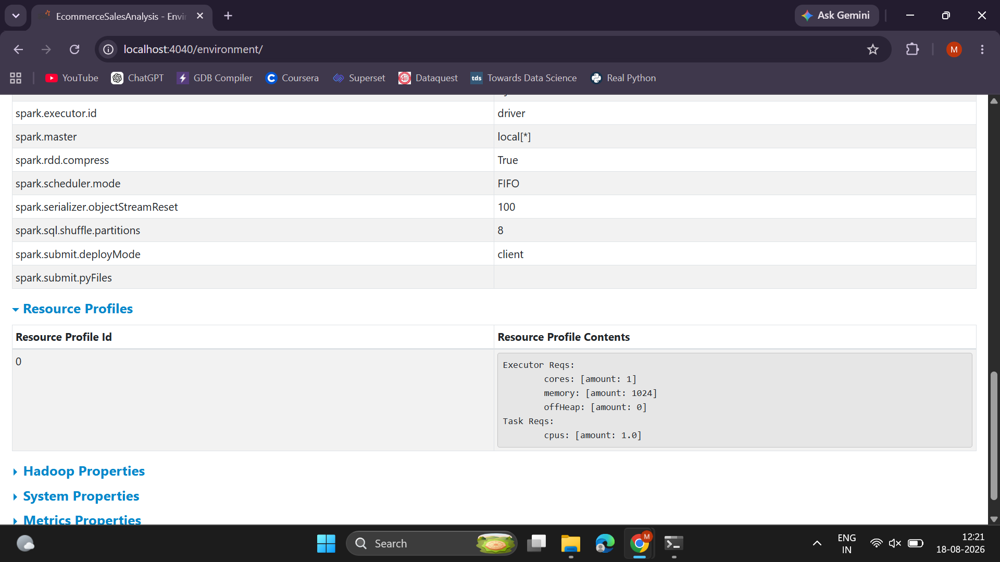 EcommerceSalesAnalysis - Envir
Ask Gemini
localhost:4040/environment/
M
YouTube
ChatGPT
GDB Compiler
Coursera
Superset
Dataquest
tds Towards Data Science
Real Python
spark.executor.id driver
spark.master local[*]
spark.rdd.compress True
spark.scheduler.mode FIFO
spark.serializer.objectStreamReset 100
spark.sql.shuffle.partitions 8
spark.submit.deployMode client
spark.submit.pyFiles
Resource Profiles
Resource Profile Id Resource Profile Contents
0
Executor Reqs:
cores: [amount: 1]
memory: [amount: 1024]
offHeap: [amount: 0]
Task Reqs:
cpus: [amount: 1.0]
Hadoop Properties
System Properties
Metrics Properties
Search
M
ENG
IN
12:21
18-08-2026